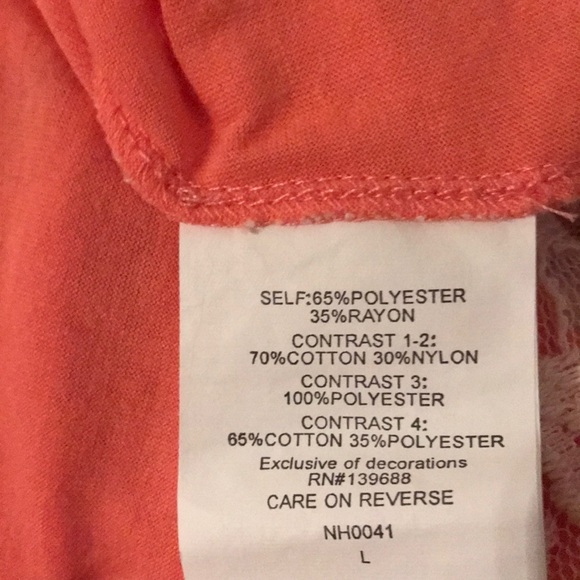 SELF:65%POLYESTER
35%RAYON
CONTRAST 1-2:
70%COTTON 30%NYLON
CONTRAST 3:
100%POLYESTER
CONTRAST 4:
65%COTTON 35%POLYESTER
Exclusive of decorations
RN#139688
CARE ON REVERSE
NH0041
L